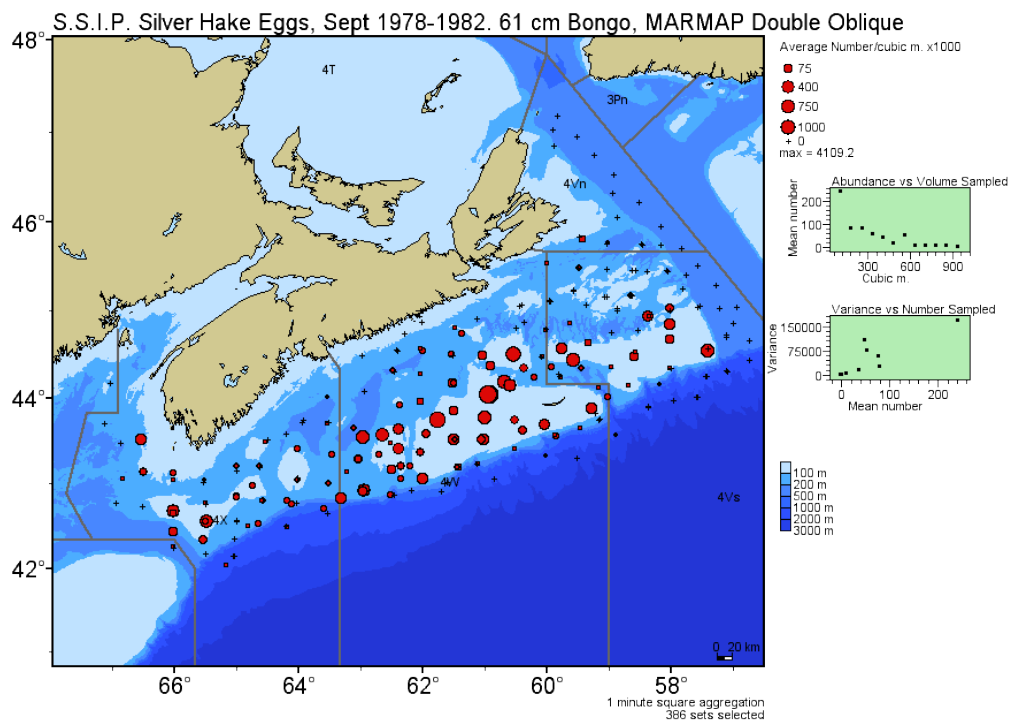 S.S.I.P. Silver Hake Eggs, Sept 1978-1982. 61 cm Bongo, MARMAP Double Oblique
48°
46°
44°
42°
66°
64°
62°
60°
58°
4T
3Pn
4Vn
4W
4X
4Vs
0 20 km
1 minute square aggregation
386 sets selected
Average Number/cubic m. x1000
75
400
750
1000
0
max = 4109.2
Abundance vs Volume Sampled
Mean number
200
100
0
300 600 900
Cubic m.
Variance vs Number Sampled
Variance
150000
75000
0
0 100 200
Mean number
100 m
200 m
500 m
1000 m
2000 m
3000 m